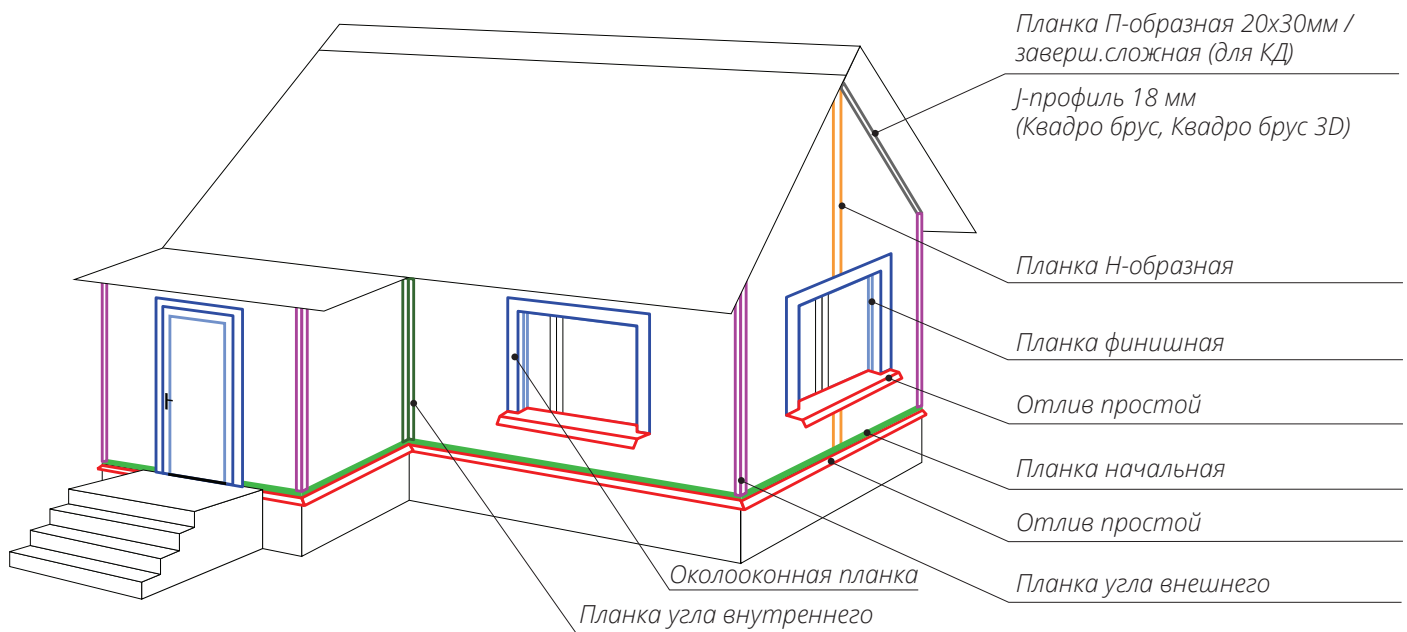 Планка П-образная 20х30мм /
заверш.сложная (для КД)
J-профиль 18 мм
(Квадро брус, Квадро брус 3D)
Планка Н-образная
Планка финишная
Отлив простой
Планка начальная
Отлив простой
Планка угла внешнего
Околооконная планка
Планка угла внутреннего